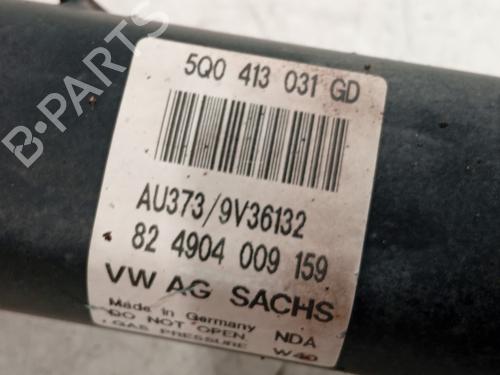 B-PARTS
5Q0 413 031 GD
AU373/9V36132
82 4904 009 159
VW AG SACHS
Made in Germany NDA
DO NOT OPEN. W40
GAS PRESSURE
B-PARTS